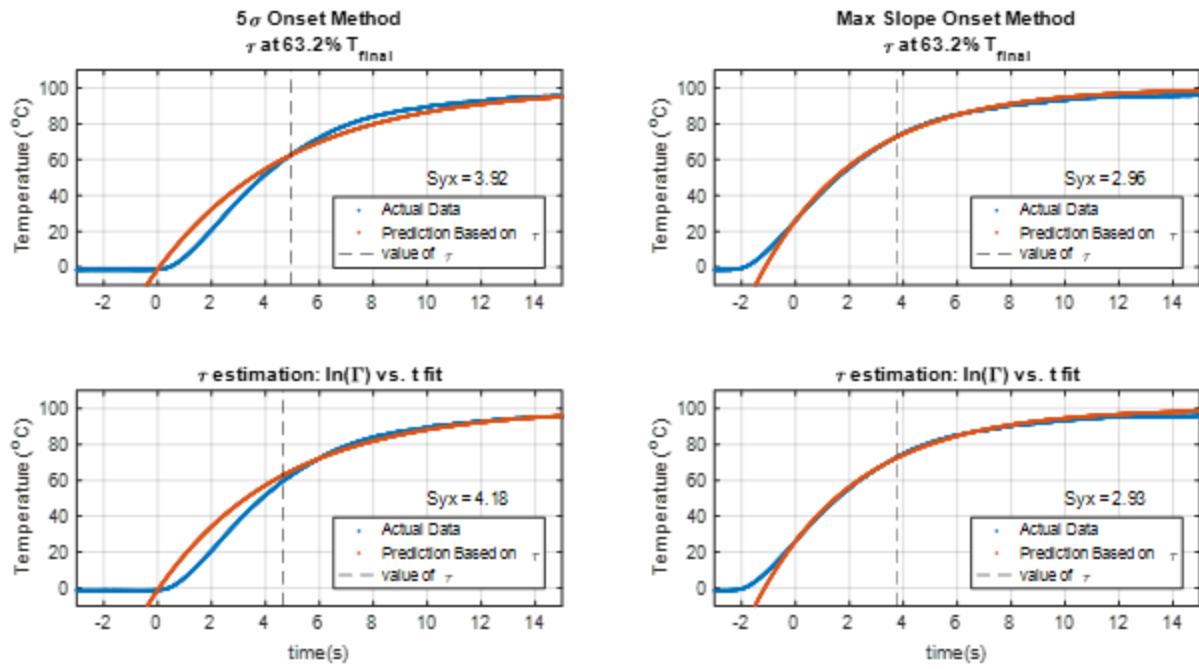 5σ Onset Method
τ at 63.2% T_final
Temperature (°C)
100
80
60
40
20
0
-2 0 2 4 6 8 10 12 14
Syx = 3.92
Actual Data
Prediction Based on τ
value of τ
Max Slope Onset Method
τ at 63.2% T_final
Temperature (°C)
100
80
60
40
20
0
-2 0 2 4 6 8 10 12 14
Syx = 2.96
Actual Data
Prediction Based on τ
value of τ
τ estimation: ln(Γ) vs. t fit
Temperature (°C)
100
80
60
40
20
0
-2 0 2 4 6 8 10 12 14
time(s)
Syx = 4.18
Actual Data
Prediction Based on τ
value of τ
τ estimation: ln(Γ) vs. t fit
Temperature (°C)
100
80
60
40
20
0
-2 0 2 4 6 8 10 12 14
time(s)
Syx = 2.93
Actual Data
Prediction Based on τ
value of τ